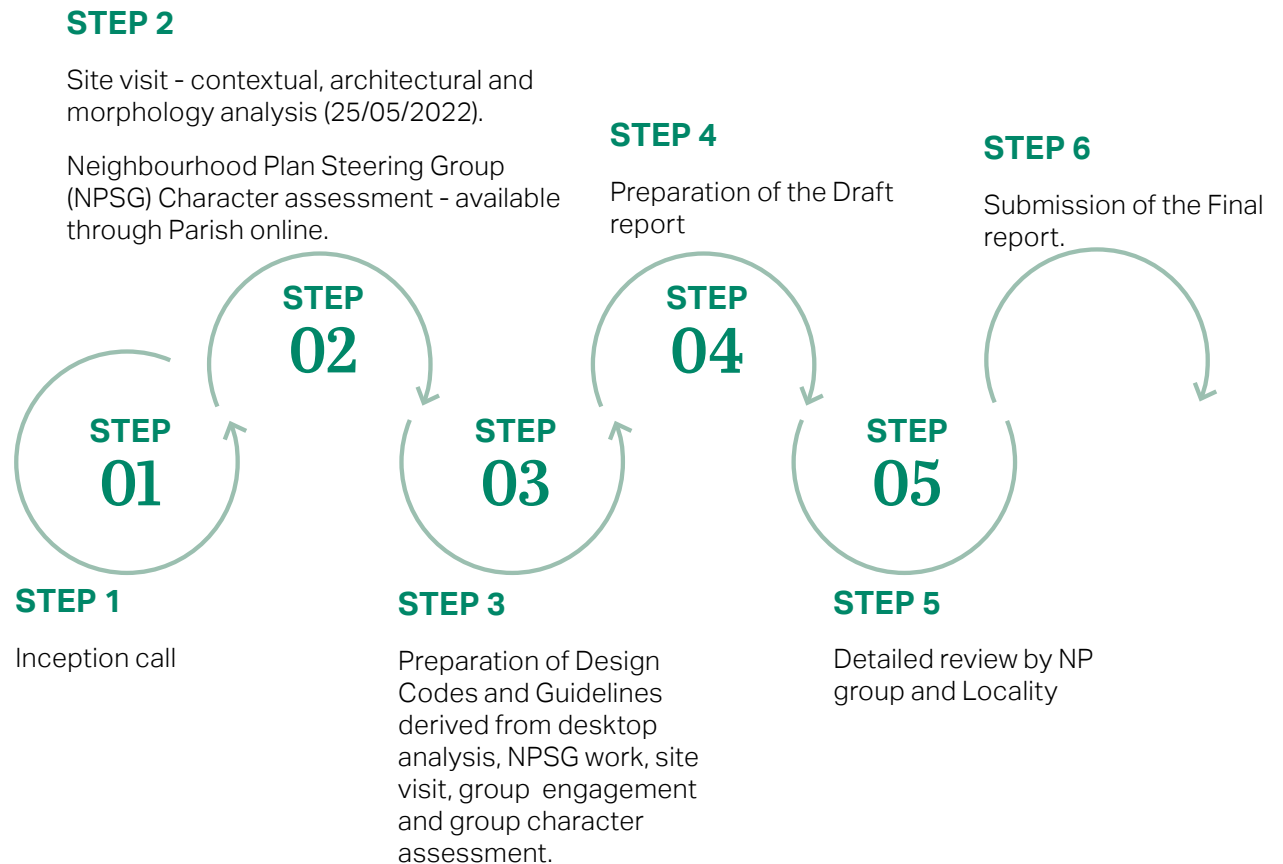 STEP 2
Site visit - contextual, architectural and
morphology analysis (25/05/2022).
Neighbourhood Plan Steering Group
(NPSG) Character assessment - available
through Parish online.
STEP 4
Preparation of the Draft
report
STEP 6
Submission of the Final
report.
STEP
02
STEP
04
STEP
01
STEP
03
STEP
05
STEP 1
Inception call
STEP 3
Preparation of Design
Codes and Guidelines
derived from desktop
analysis, NPSG work, site
visit, group engagement
and group character
assessment.
STEP 5
Detailed review by NP
group and Locality